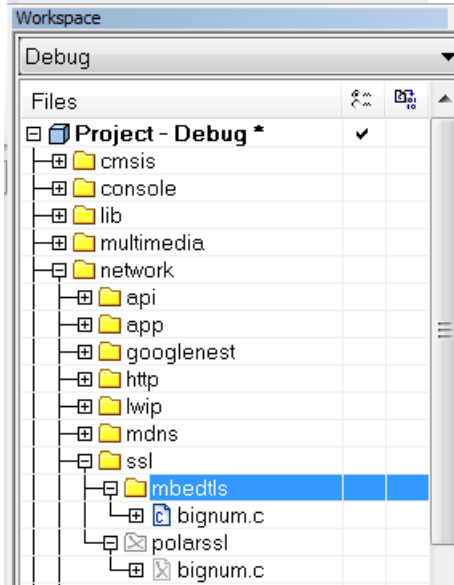 Workspace
Debug
Files
Project - Debug *
cmsis
console
lib
multimedia
network
api
app
googlenest
http
lwip
mdns
ssl
mbedtls
bignum.c
polarssl
bignum.c